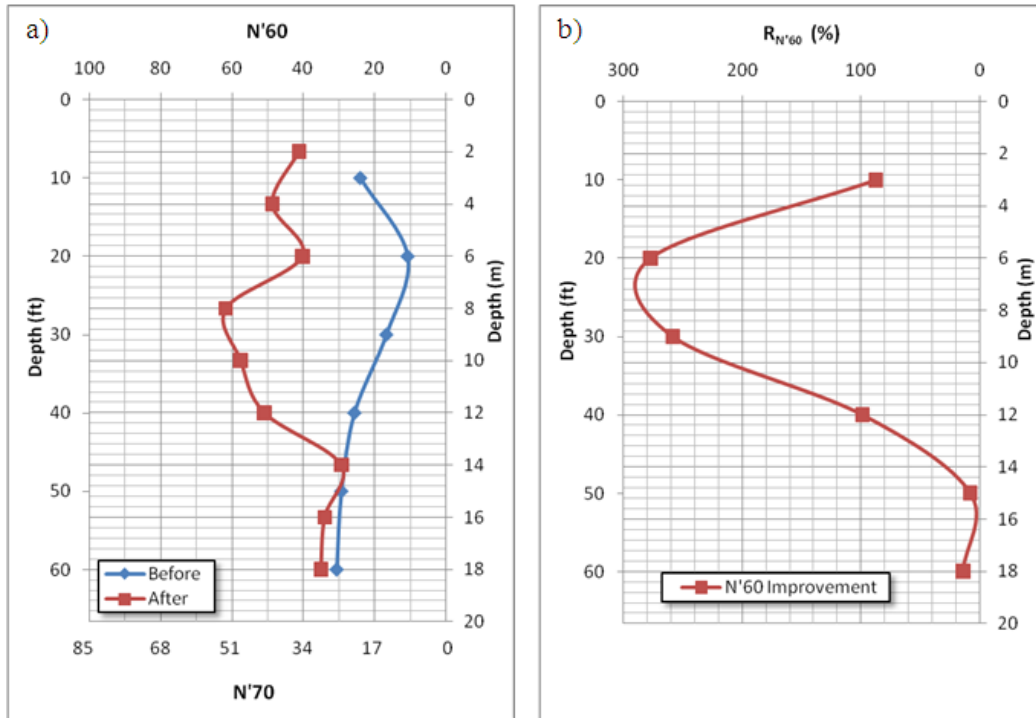 a)
N'60
100 80 60 40 20 0
0
10
20
30
40
50
60
Depth (ft)
0
2
4
6
8
10
12
14
16
18
20
Depth (m)
Before
After
85 68 51 34 17 0
N'70
b)
RN'60 (%)
300 200 100 0
0
10
20
30
40
50
60
Depth (ft)
0
2
4
6
8
10
12
14
16
18
20
Depth (m)
N'60 Improvement